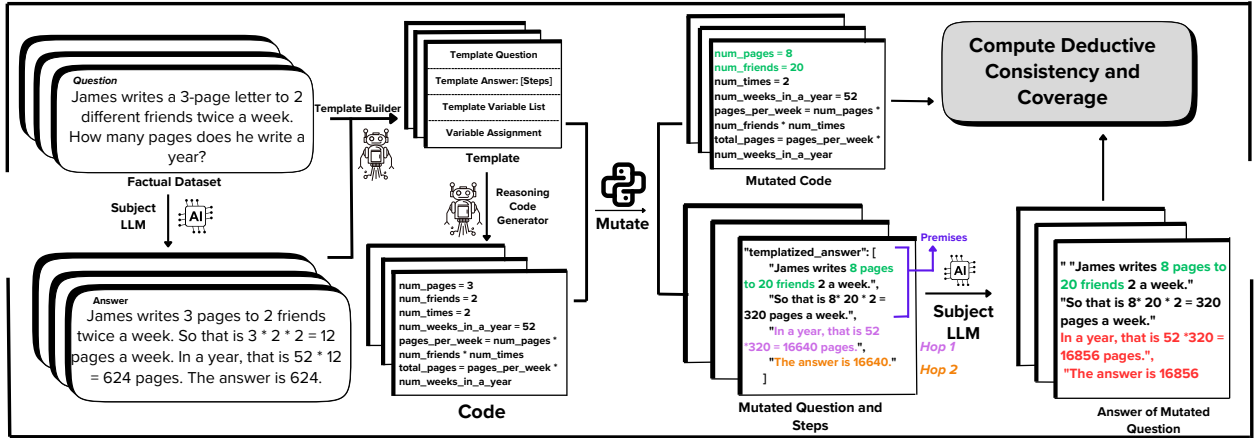 Question
James writes a 3-page letter to 2
different friends twice a week.
How many pages does he write a
year?
Factual Dataset
Subject
LLM
AI
Answer
James writes 3 pages to 2 friends
twice a week. So that is 3 * 2 * 2 = 12
pages a week. In a year, that is 52 * 12
= 624 pages. The answer is 624.
Template Builder
Template Question
Template Answer: [Steps]
Template Variable List
Variable Assignment
Template
Reasoning
Code
Generator
num_pages = 3
num_friends = 2
num_times = 2
num_weeks_in_a_year = 52
pages_per_week = num_pages *
num_friends * num_times
total_pages = pages_per_week *
num_weeks_in_a_year
Code
Mutate
num_pages = 8
num_friends = 20
num_times = 2
num_weeks_in_a_year = 52
pages_per_week = num_pages *
num_friends * num_times
total_pages = pages_per_week *
num_weeks_in_a_year
Mutated Code
"templatized_answer": [
"James writes 8 pages
to 20 friends 2 a week.",
"So that is 8* 20 * 2 =
320 pages a week.",
"In a year, that is 52
*320 = 16640 pages.",
"The answer is 16640."
]
Premises
Hop 1
Hop 2
Mutated Question and
Steps
AI
Subject
LLM
Compute Deductive
Consistency and
Coverage
" "James writes 8 pages to
20 friends 2 a week."
"So that is 8* 20 * 2 = 320
pages a week."
In a year, that is 52 *320 =
16856 pages.",
"The answer is 16856
Answer of Mutated
Question